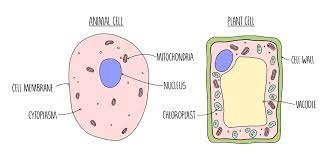 ANIMAL CELL
MITOCHONDRIA
NUCLEUS
CELL MEMBRANE
CYTOPLASM
PLANT CELL
CELL WALL
VACUOLE
CHLOROPLAST